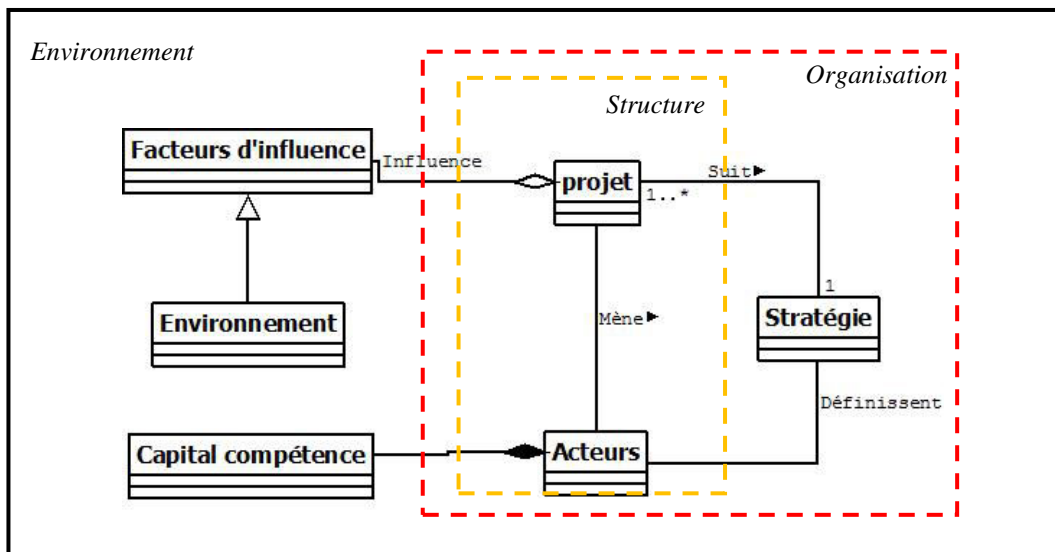 Environnement
Organisation
Structure
Facteurs d'influence
Influence
projet
Suit►
1..*
Environnement
Mène►
1
Stratégie
Définissent
Capital compétence
Acteurs